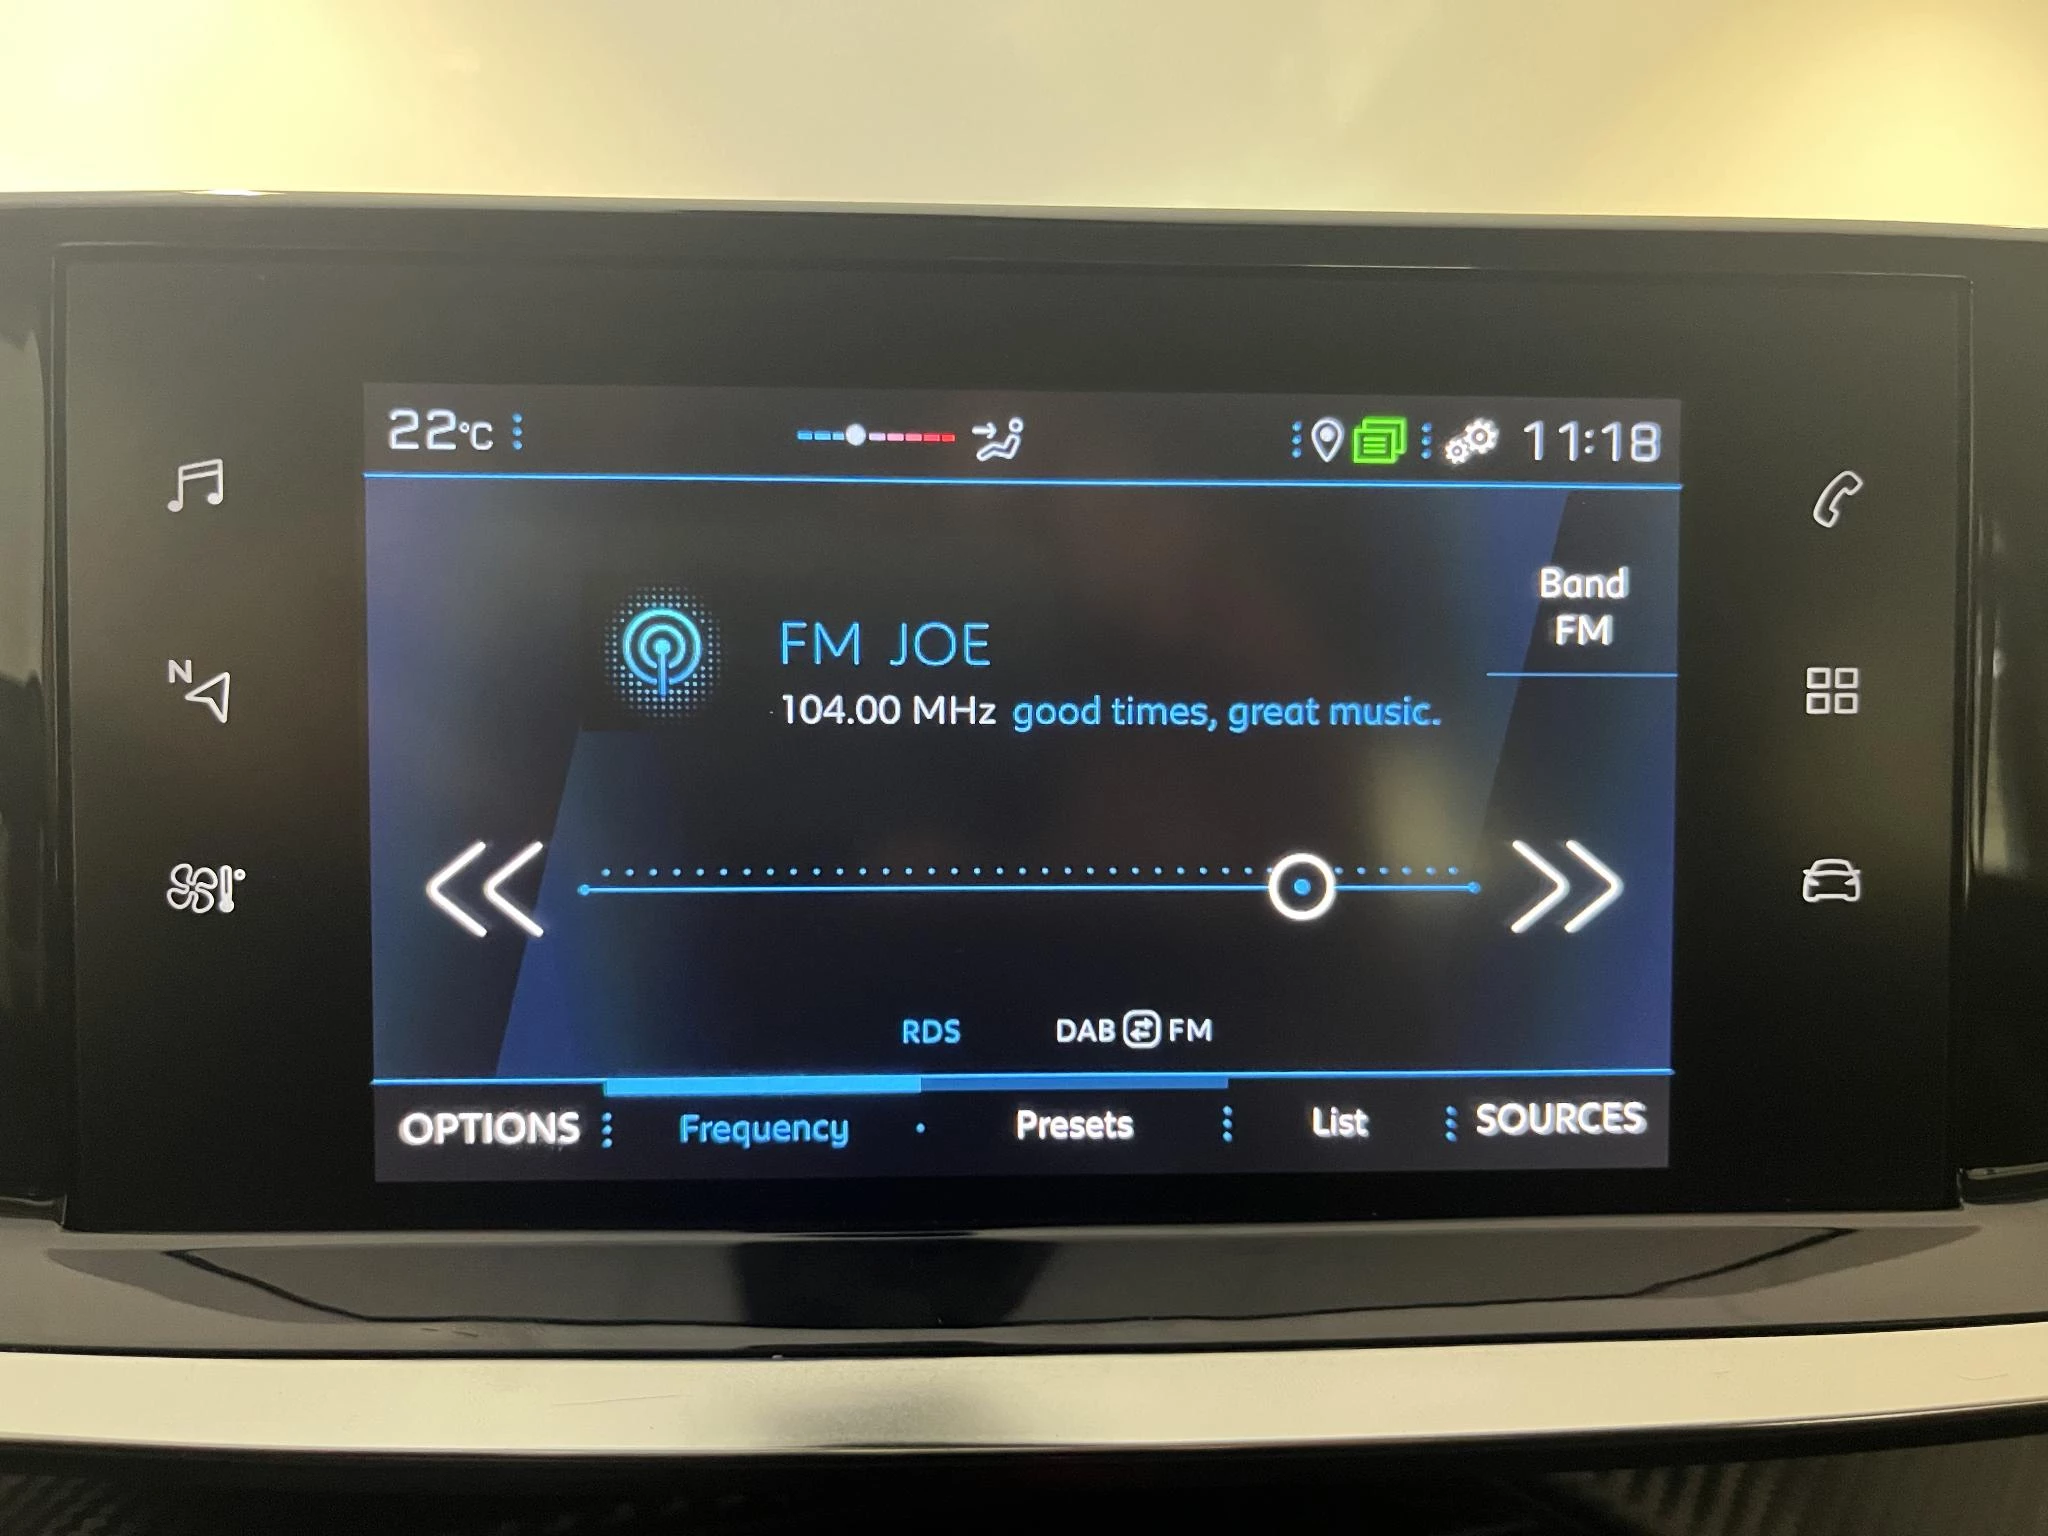 22°C
11:18
N
Band
FM
FM JOE
104.00 MHz good times, great music.
RDS DAB FM
OPTIONS Frequency Presets List SOURCES